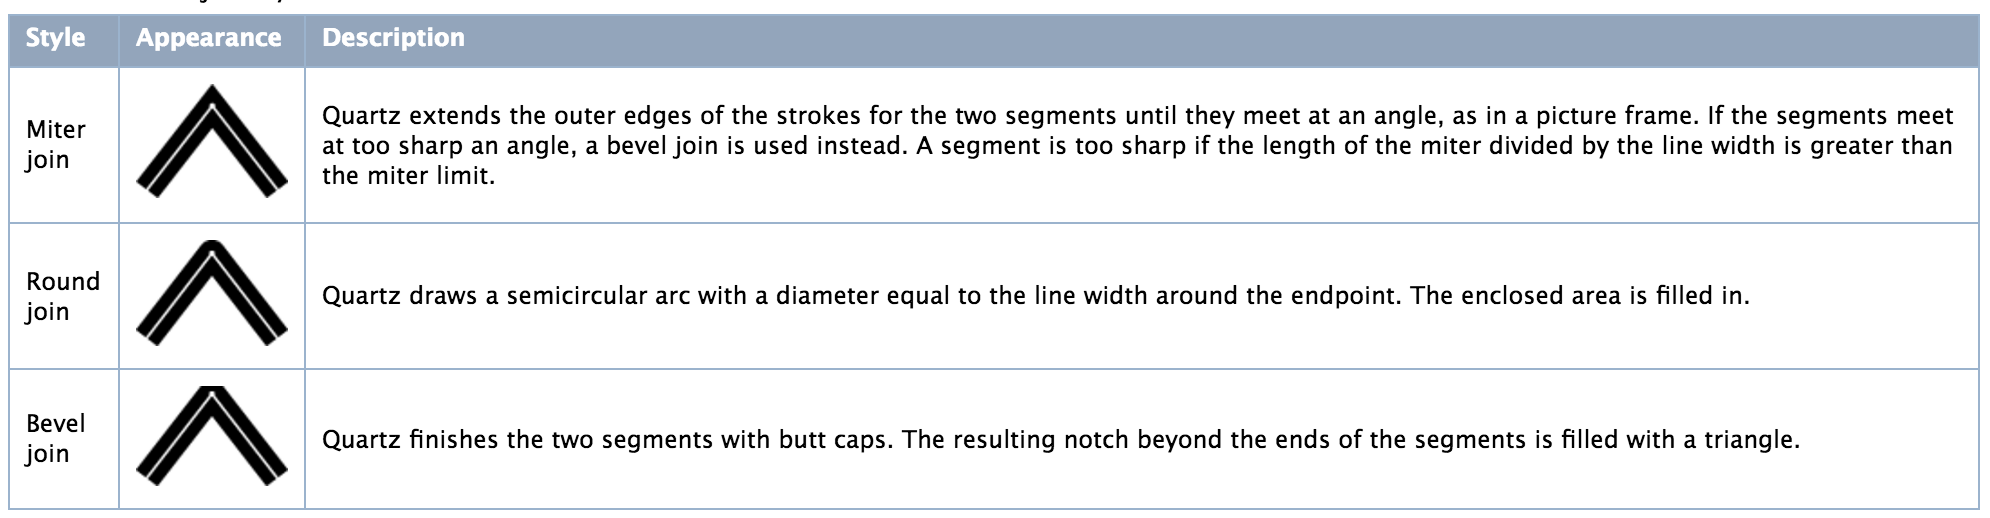 Style Appearance Description
Miter
join
Quartz extends the outer edges of the strokes for the two segments until they meet at an angle, as in a picture frame. If the segments meet
at too sharp an angle, a bevel join is used instead. A segment is too sharp if the length of the miter divided by the line width is greater than
the miter limit.
Round
join
Quartz draws a semicircular arc with a diameter equal to the line width around the endpoint. The enclosed area is filled in.
Bevel
join
Quartz finishes the two segments with butt caps. The resulting notch beyond the ends of the segments is filled with a triangle.